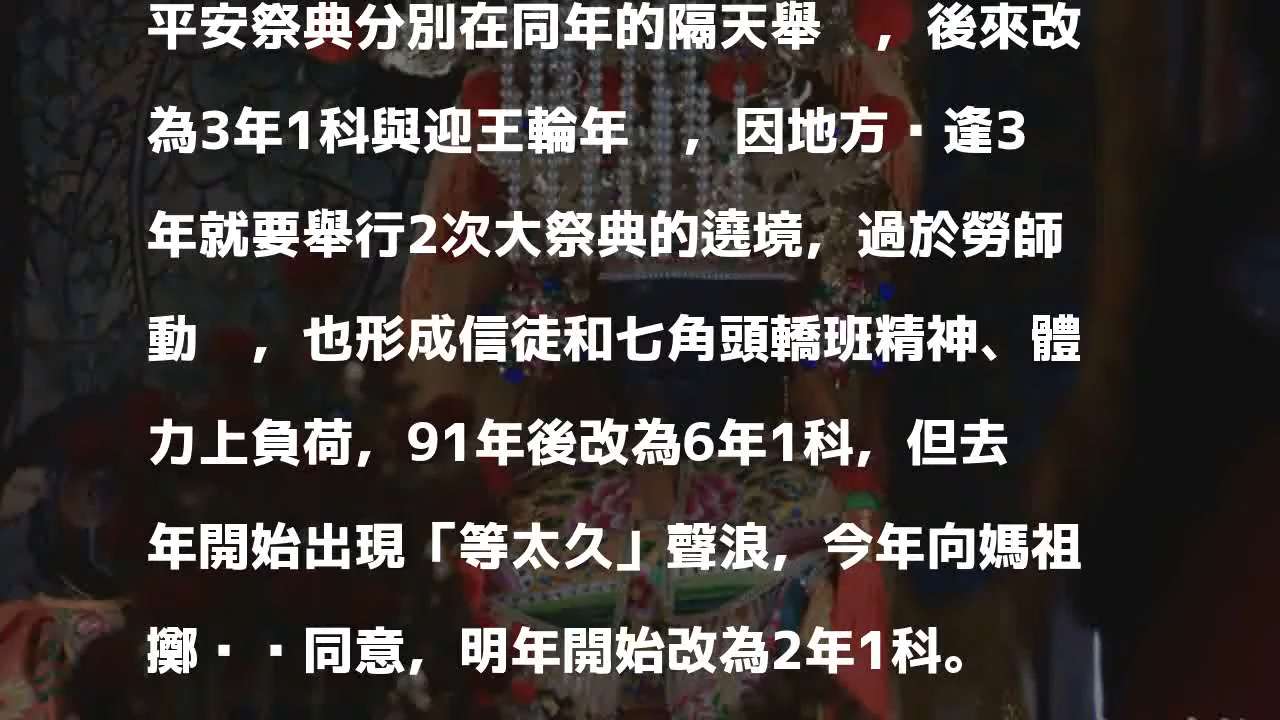 平安祭典分別在同年的隔天舉　，後來改
為3年1科與迎王輪年　，因地方▪逢3
年就要舉行2次大祭典的遶境，過於勞師
動　，也形成信徒和七角頭轎班精神、體
力上負荷，91年後改為6年1科，但去
年開始出現「等太久」聲浪，今年向媽祖
擲▪▪同意，明年開始改為2年1科。